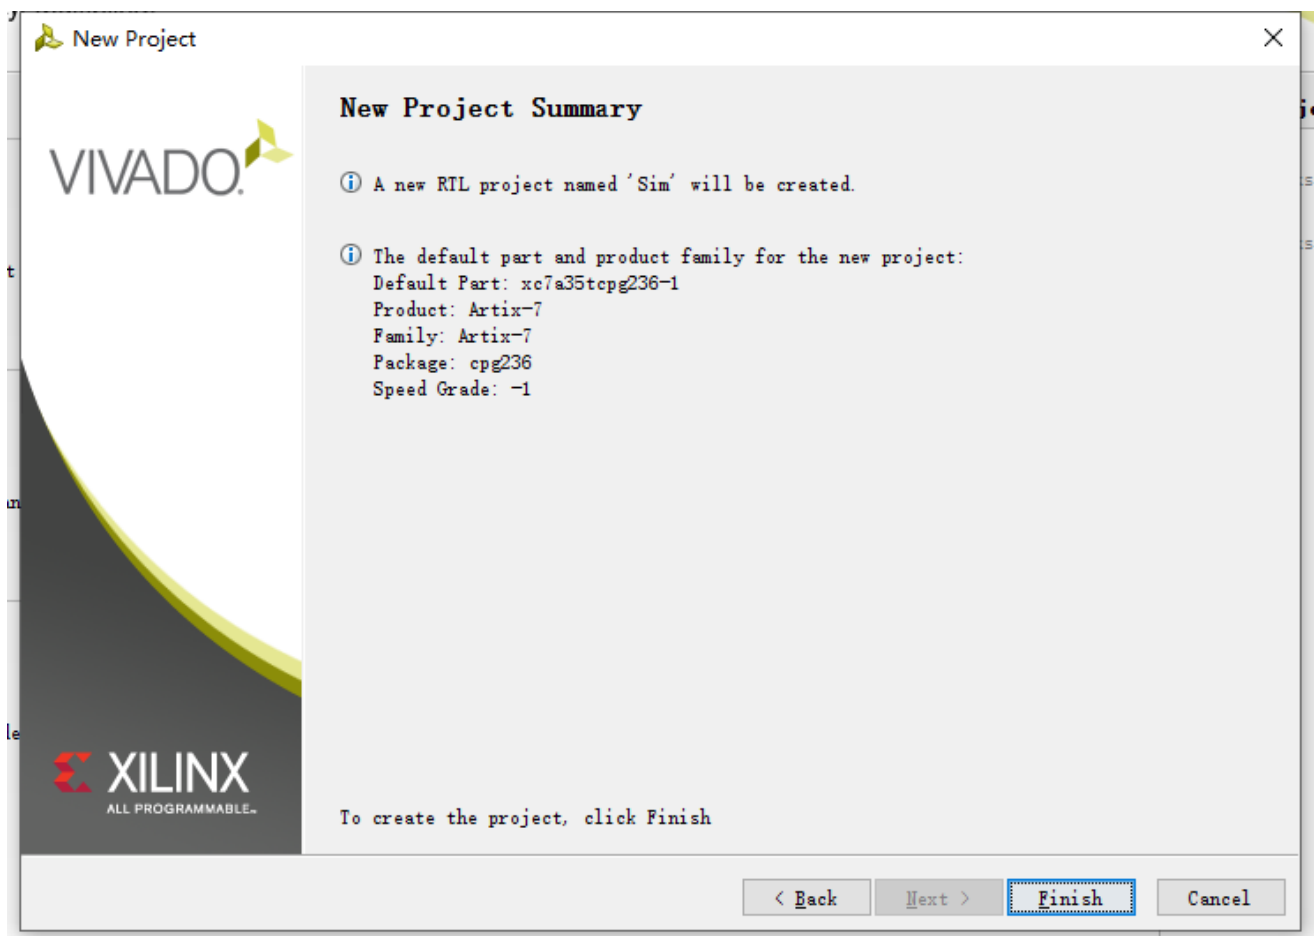 New Project
New Project Summary
VIVADO.
A new RTL project named 'Sim' will be created.
The default part and product family for the new project:
Default Part: xc7a35tcpg236-1
Product: Artix-7
Family: Artix-7
Package: cpg236
Speed Grade: -1
XILINX
ALL PROGRAMMABLE™
To create the project, click Finish
< Back
Next >
Finish
Cancel